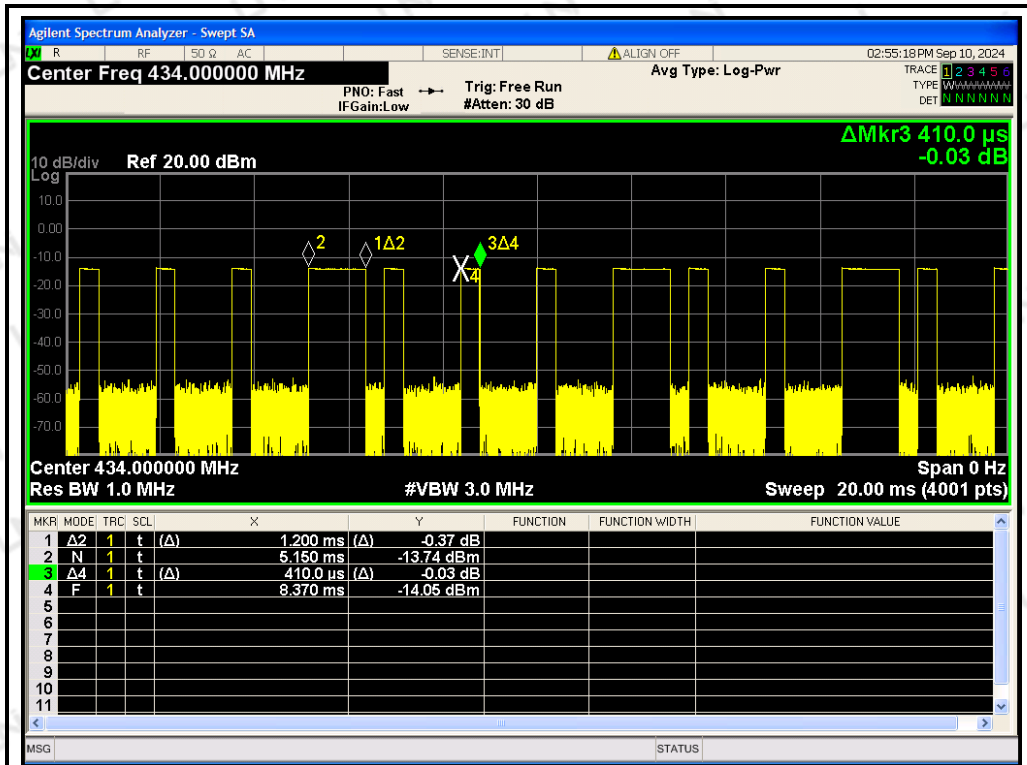 Agilent Spectrum Analyzer - Swept SA
LXI R RF 50 Ω AC SENSE:INT ALIGN OFF 02:55:18 PM Sep 10, 2024
Center Freq 434.000000 MHz Avg Type: Log-Pwr TRACE 1 2 3 4 5 6
PNO: Fast Trig: Free Run TYPE WWWWWW
IFGain:Low #Atten: 30 dB DET N N N N N N
ΔMkr3 410.0 µs
10 dB/div Ref 20.00 dBm -0.03 dB
Log
10.0
0.00
2 1Δ2 3Δ4
-10.0
4
-20.0
-30.0
-40.0
-50.0
-60.0
-70.0
Center 434.000000 MHz Span 0 Hz
Res BW 1.0 MHz #VBW 3.0 MHz Sweep 20.00 ms (4001 pts)
MKR MODE TRC SCL X Y FUNCTION FUNCTION WIDTH FUNCTION VALUE
1 Δ2 1 t (Δ) 1.200 ms (Δ) -0.37 dB
2 N 1 t 5.150 ms -13.74 dBm
3 Δ4 1 t (Δ) 410.0 µs (Δ) -0.03 dB
4 F 1 t 8.370 ms -14.05 dBm
5
6
7
8
9
10
11
MSG STATUS